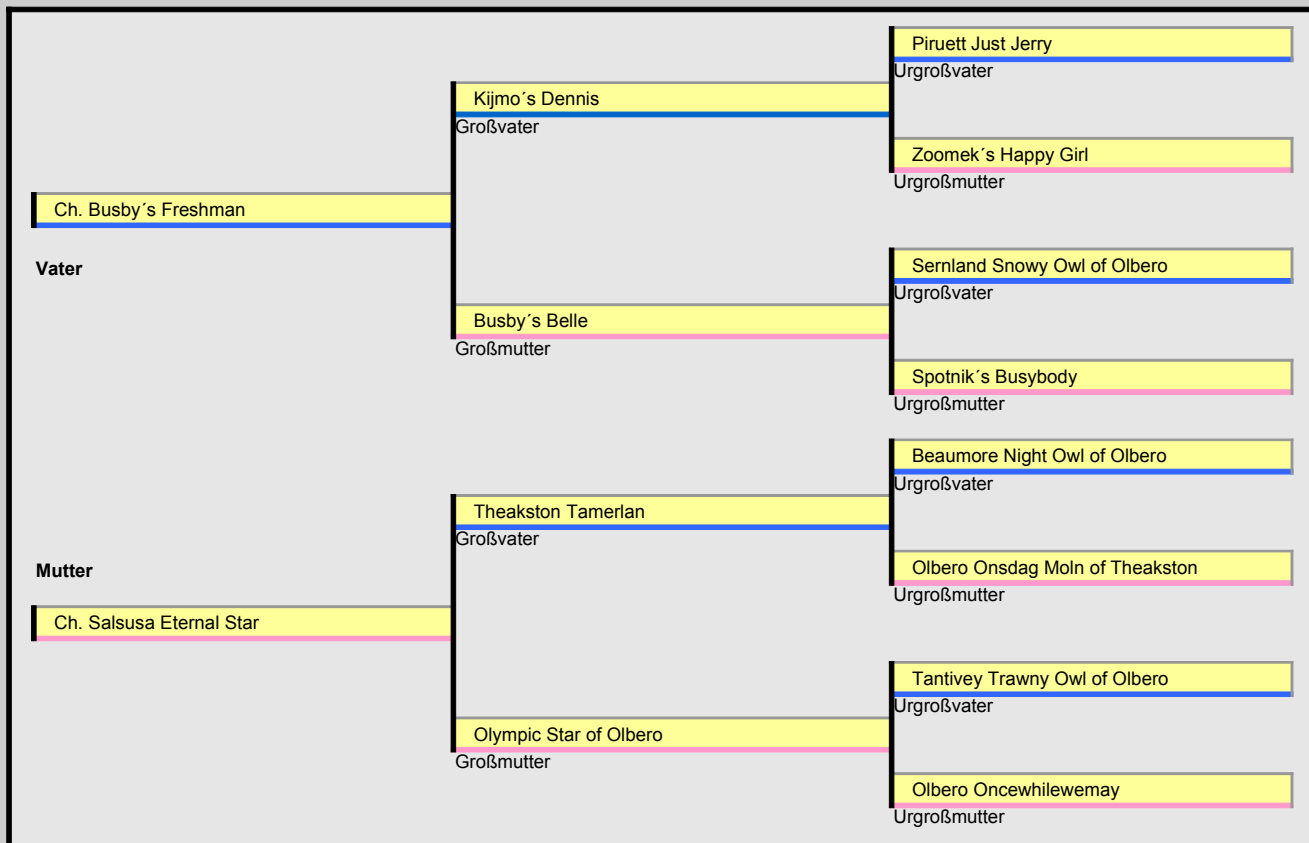 Piruett Just Jerry
Urgroßvater
Kijmo´s Dennis
Großvater
Zoomek´s Happy Girl
Urgroßmutter
Ch. Busby´s Freshman
Vater
Sernland Snowy Owl of Olbero
Urgroßvater
Busby´s Belle
Großmutter
Spotnik´s Busybody
Urgroßmutter
Beaumore Night Owl of Olbero
Urgroßvater
Theakston Tamerlan
Großvater
Olbero Onsdag Moln of Theakston
Urgroßmutter
Mutter
Ch. Salsusa Eternal Star
Tantivey Trawny Owl of Olbero
Urgroßvater
Olympic Star of Olbero
Großmutter
Olbero Oncewhilewemay
Urgroßmutter